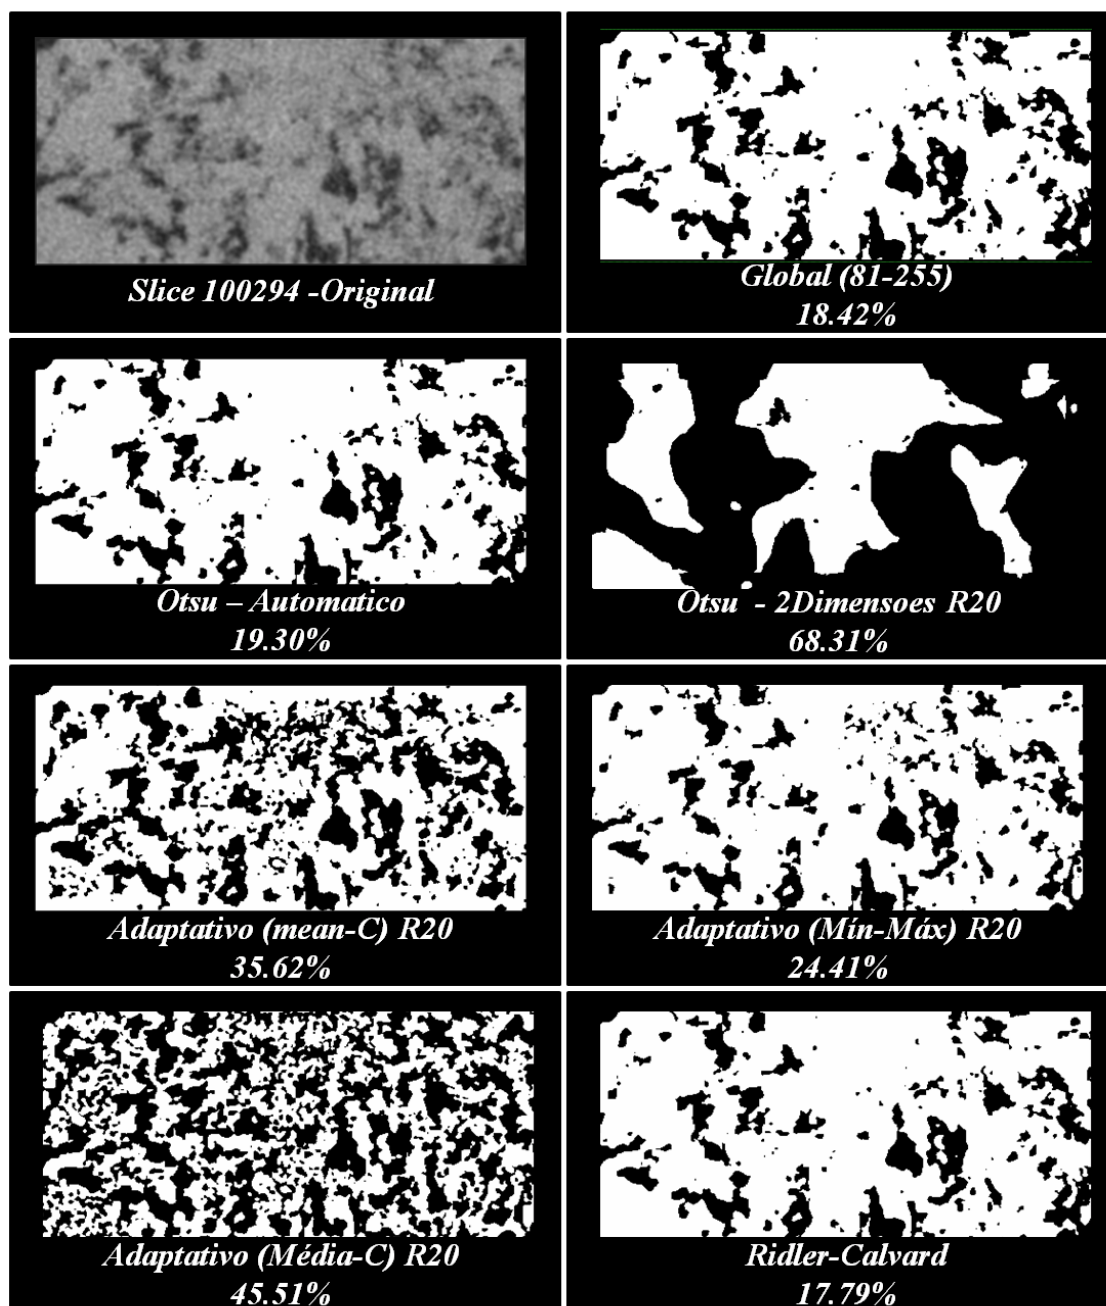 Slice 100294 -Original
Global (81-255)
18.42%
Otsu – Automatico
19.30%
Otsu - 2Dimensoes R20
68.31%
Adaptativo (mean-C) R20
35.62%
Adaptativo (Mín-Máx) R20
24.41%
Adaptativo (Média-C) R20
45.51%
Ridler-Calvard
17.79%